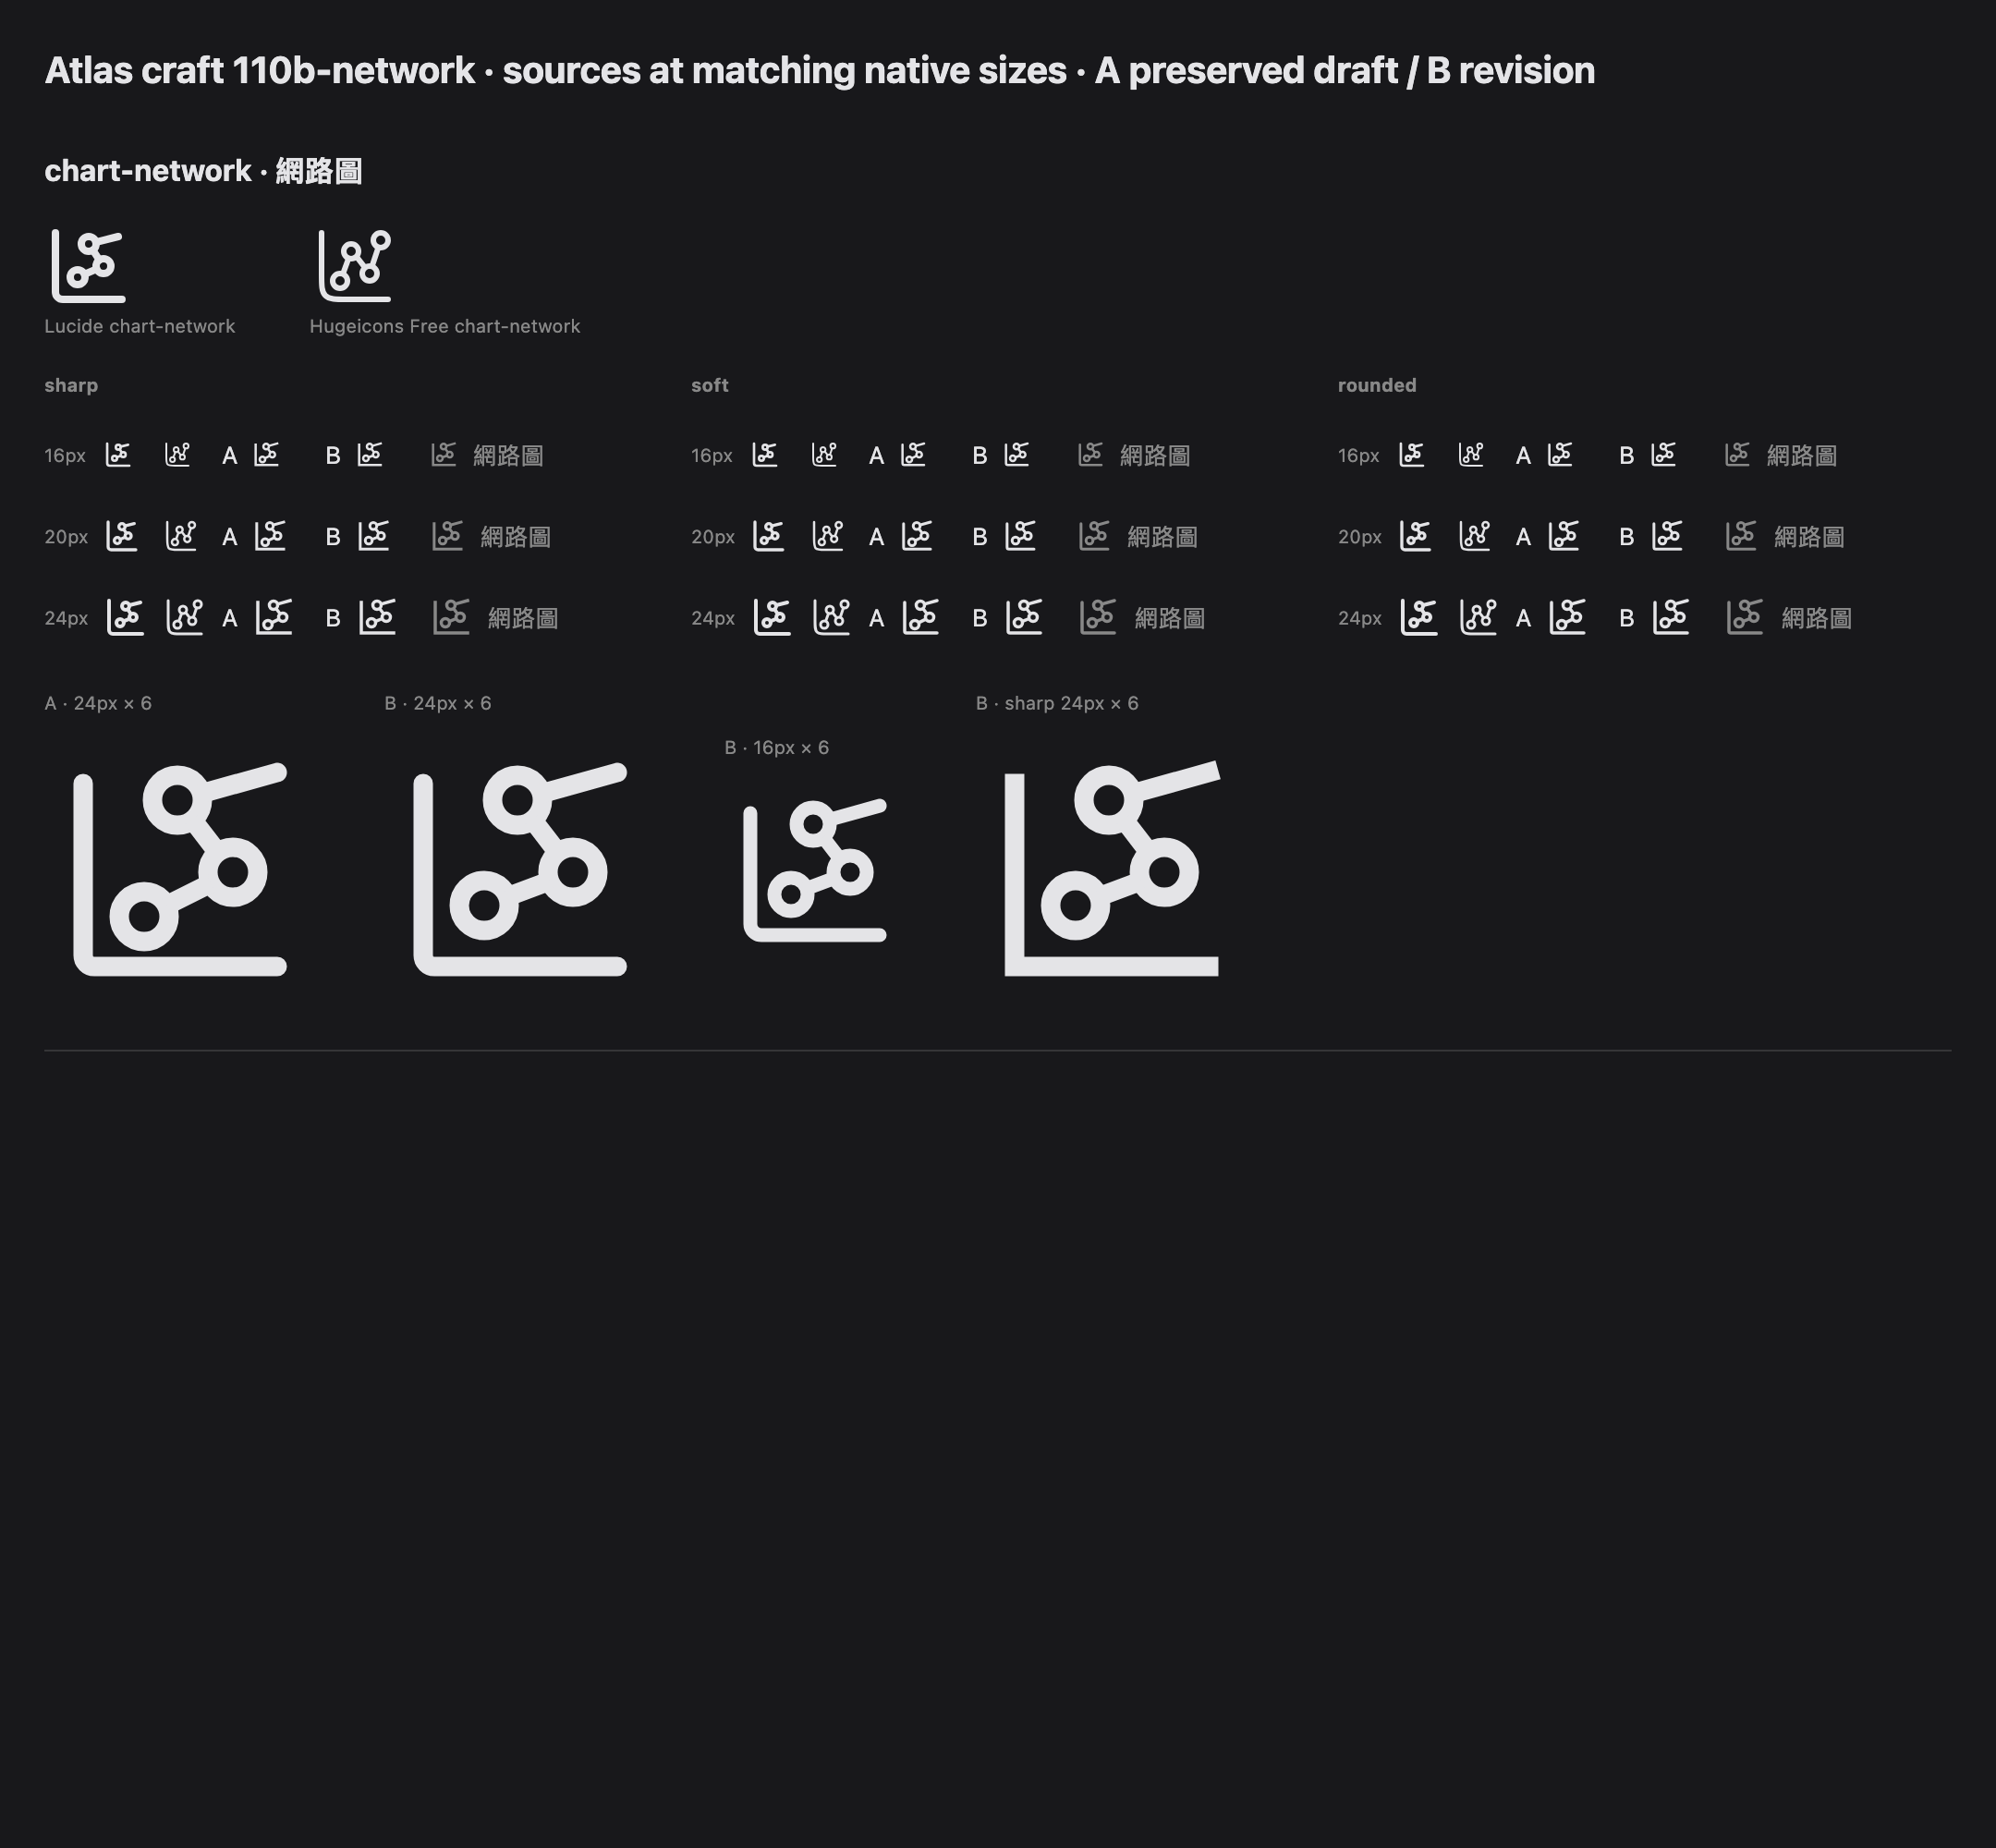 Atlas craft 110b-network · sources at matching native sizes · A preserved draft / B revision
chart-network · 網路圖
Lucide chart-network
Hugeicons Free chart-network
sharp
soft
rounded
16px A B 網路圖
16px A B 網路圖
16px A B 網路圖
20px A B 網路圖
20px A B 網路圖
20px A B 網路圖
24px A B 網路圖
24px A B 網路圖
24px A B 網路圖
A · 24px × 6
B · 24px × 6
B · 16px × 6
B · sharp 24px × 6